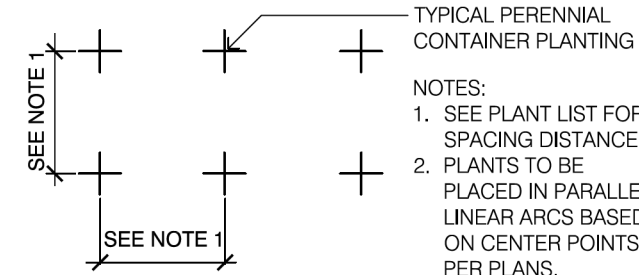 TYPICAL PERENNIAL
CONTAINER PLANTING
SEE NOTE 1
NOTES:
1. SEE PLANT LIST FOR
SPACING DISTANCE
2. PLANTS TO BE
PLACED IN PARALLE
LINEAR ARCS BASED
ON CENTER POINTS
PER PLANS.
SEE NOTE 1